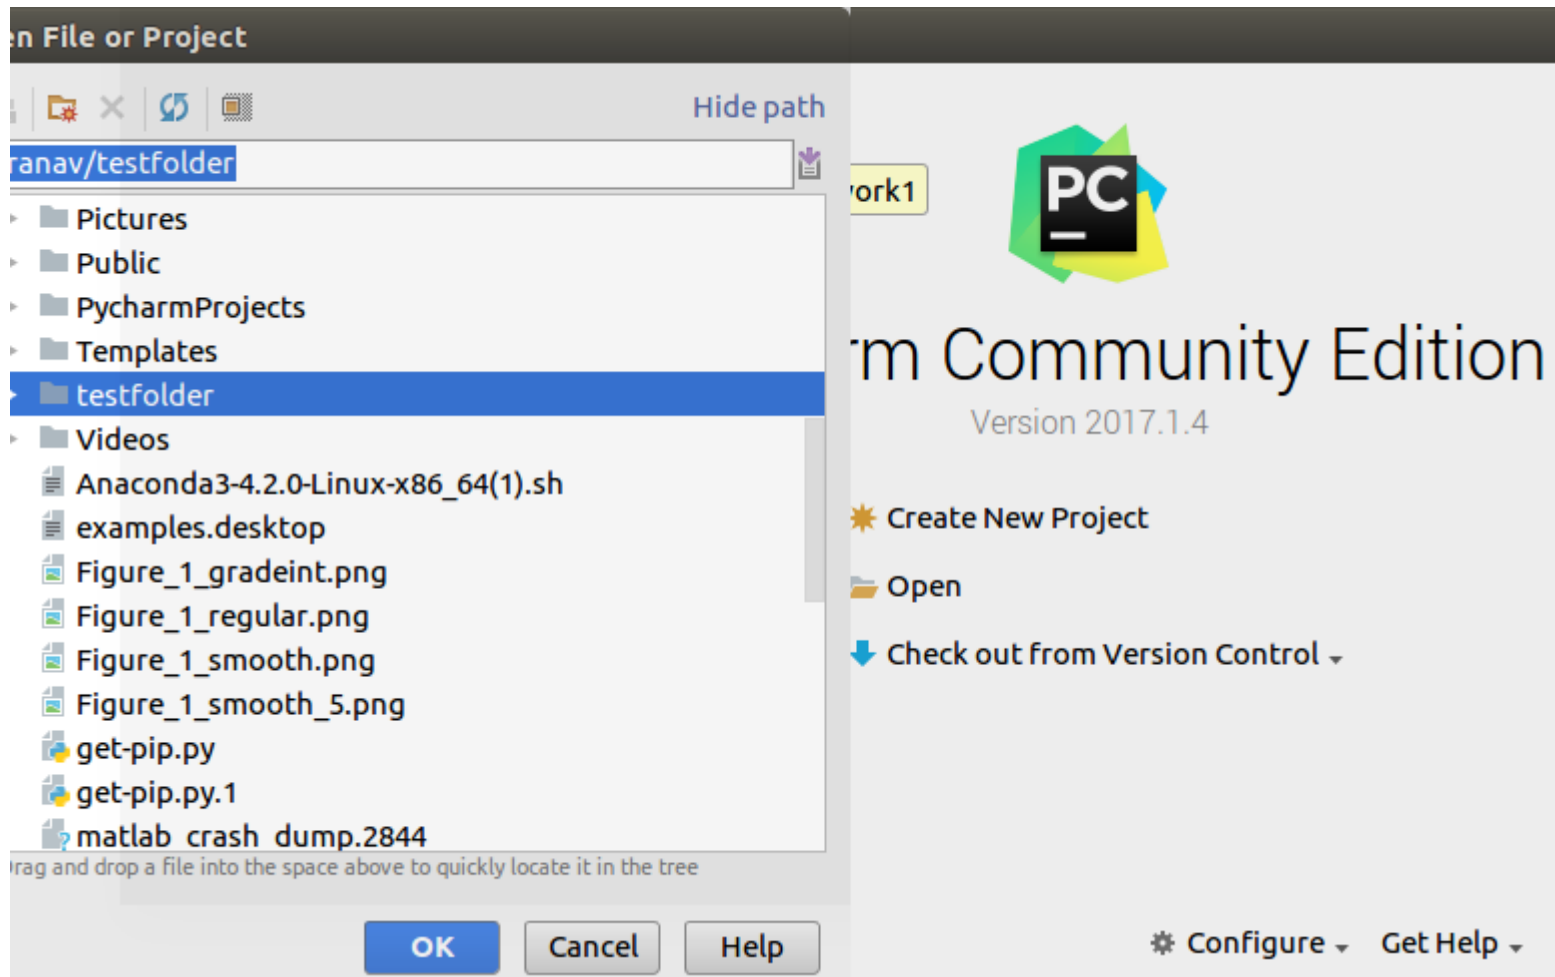 en File or Project
Hide path
ranav/testfolder
Pictures
Public
PycharmProjects
Templates
testfolder
Videos
Anaconda3-4.2.0-Linux-x86_64(1).sh
examples.desktop
Figure_1_gradeint.png
Figure_1_regular.png
Figure_1_smooth.png
Figure_1_smooth_5.png
get-pip.py
get-pip.py.1
matlab_crash_dump.2844
rag and drop a file into the space above to quickly locate it in the tree
OK
Cancel
Help
ork1
PC
rm Community Edition
Version 2017.1.4
Create New Project
Open
Check out from Version Control
Configure
Get Help